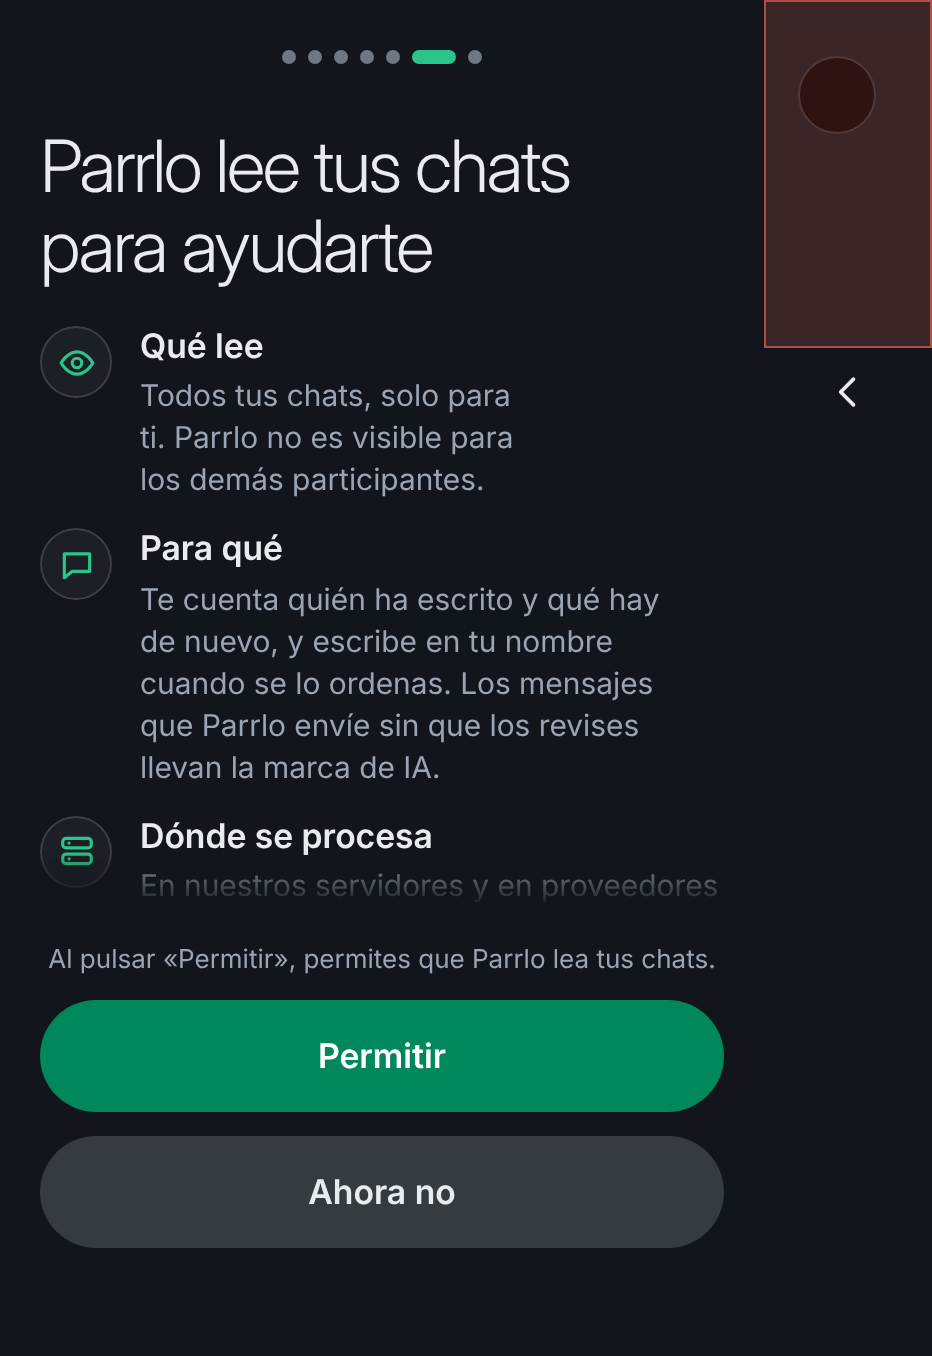 Parrlo lee tus chats
para ayudarte
Qué lee
Todos tus chats, solo para
ti. Parrlo no es visible para
los demás participantes.
Para qué
Te cuenta quién ha escrito y qué hay
de nuevo, y escribe en tu nombre
cuando se lo ordenas. Los mensajes
que Parrlo envíe sin que los revises
llevan la marca de IA.
Dónde se procesa
En nuestros servidores y en proveedores
Al pulsar «Permitir», permites que Parrlo lea tus chats.
Permitir
Ahora no